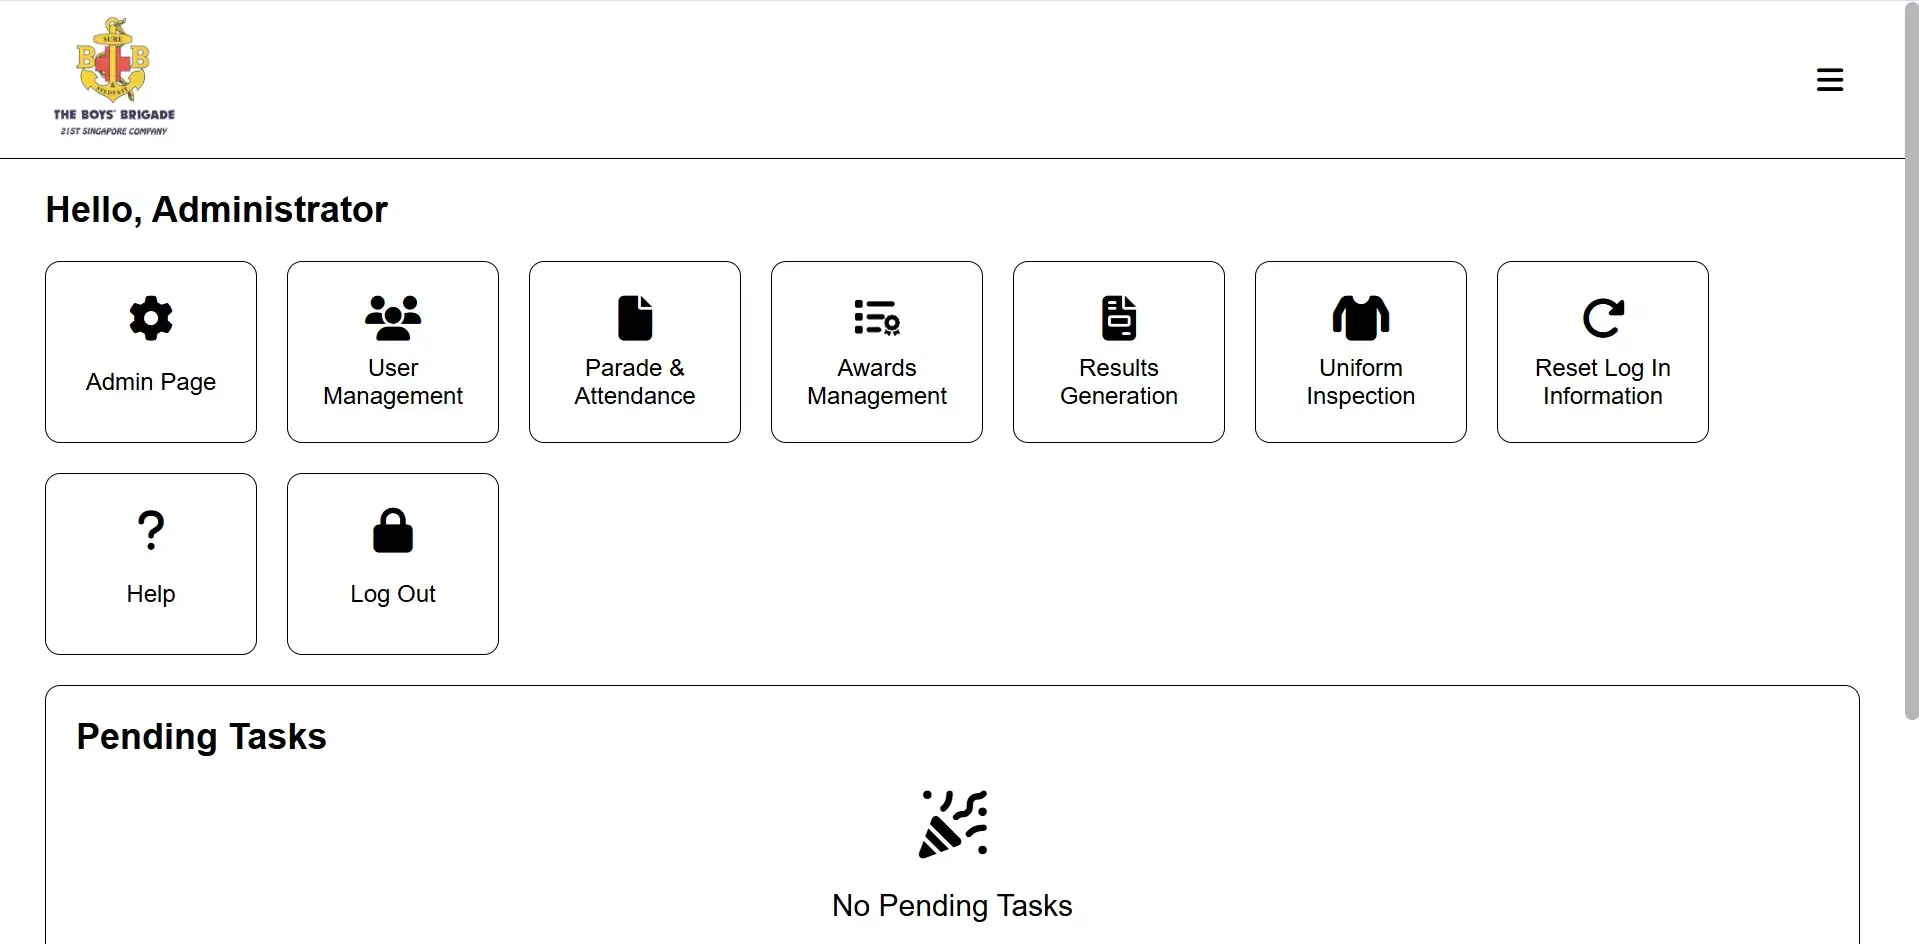 SURE
B B
& STEDFAST
THE BOYS' BRIGADE
21ST SINGAPORE COMPANY
Hello, Administrator
Admin Page
User
Management
Parade &
Attendance
Awards
Management
Results
Generation
Uniform
Inspection
Reset Log In
Information
Help
Log Out
Pending Tasks
No Pending Tasks